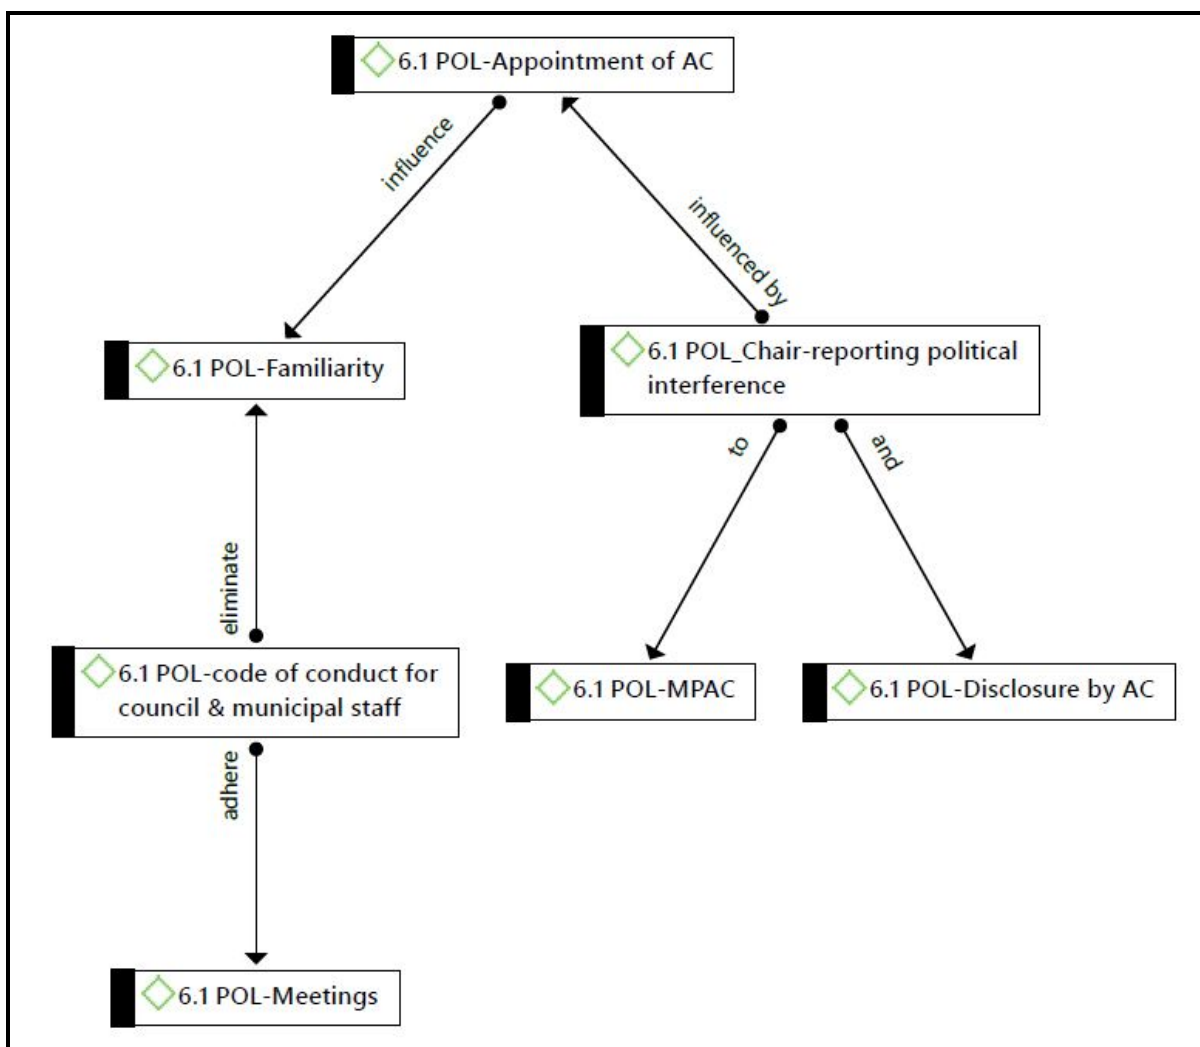 6.1 POL-Appointment of AC
influence
influenced by
6.1 POL-Familiarity
6.1 POL_Chair-reporting political
interference
to
and
eliminate
6.1 POL-code of conduct for
council & municipal staff
6.1 POL-MPAC
6.1 POL-Disclosure by AC
adhere
6.1 POL-Meetings